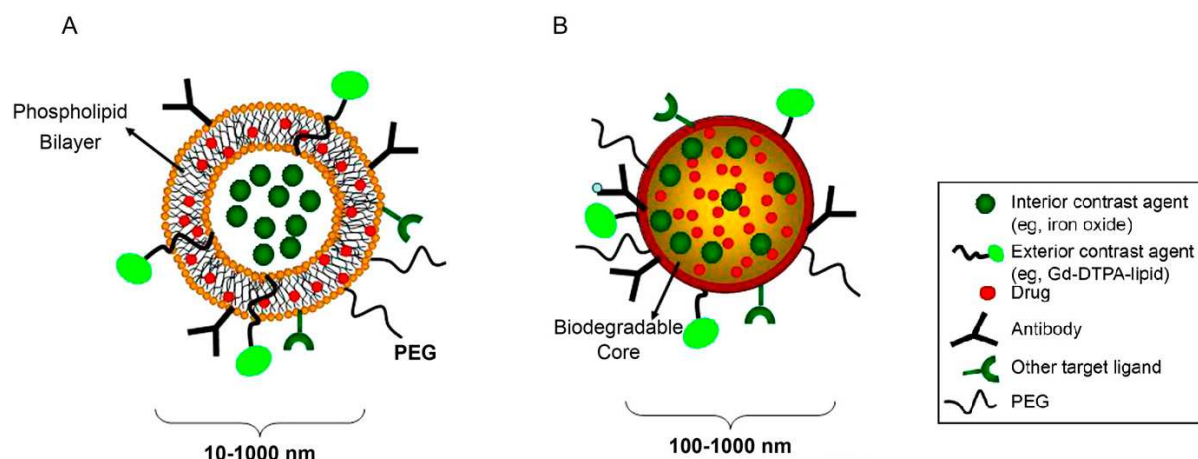 A
B
Phospholipid
Bilayer
PEG
10-1000 nm
Biodegradable
Core
100-1000 nm
Interior contrast agent
(eg, iron oxide)
Exterior contrast agent
(eg, Gd-DTPA-lipid)
Drug
Antibody
Other target ligand
PEG